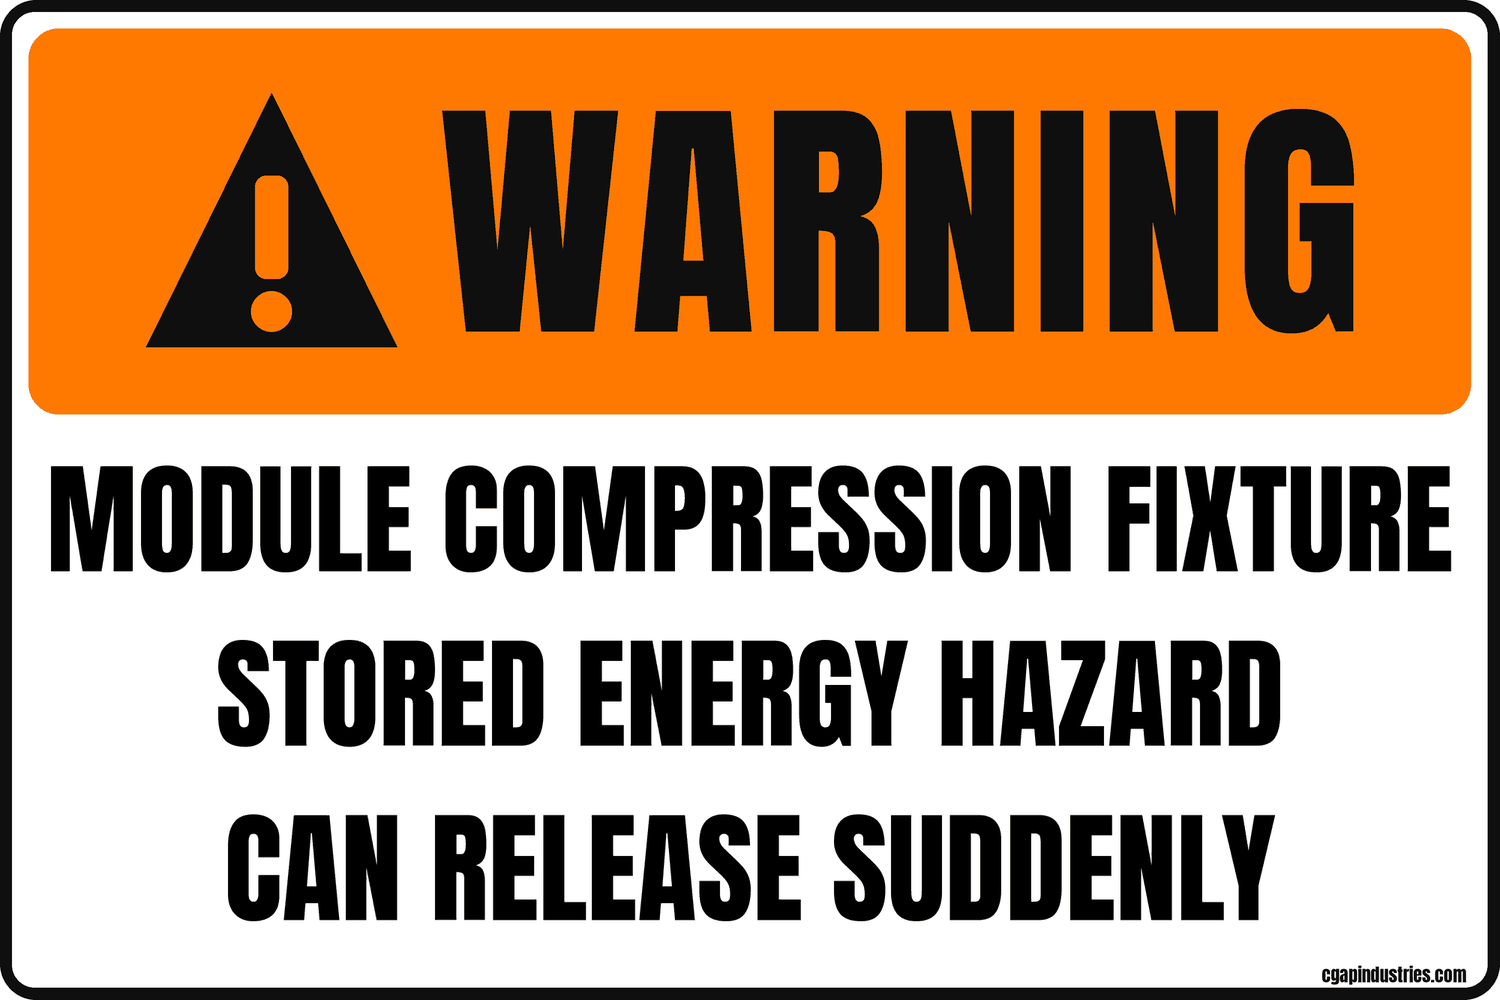 WARNING
MODULE COMPRESSION FIXTURE
STORED ENERGY HAZARD
CAN RELEASE SUDDENLY
cgapindustries.com